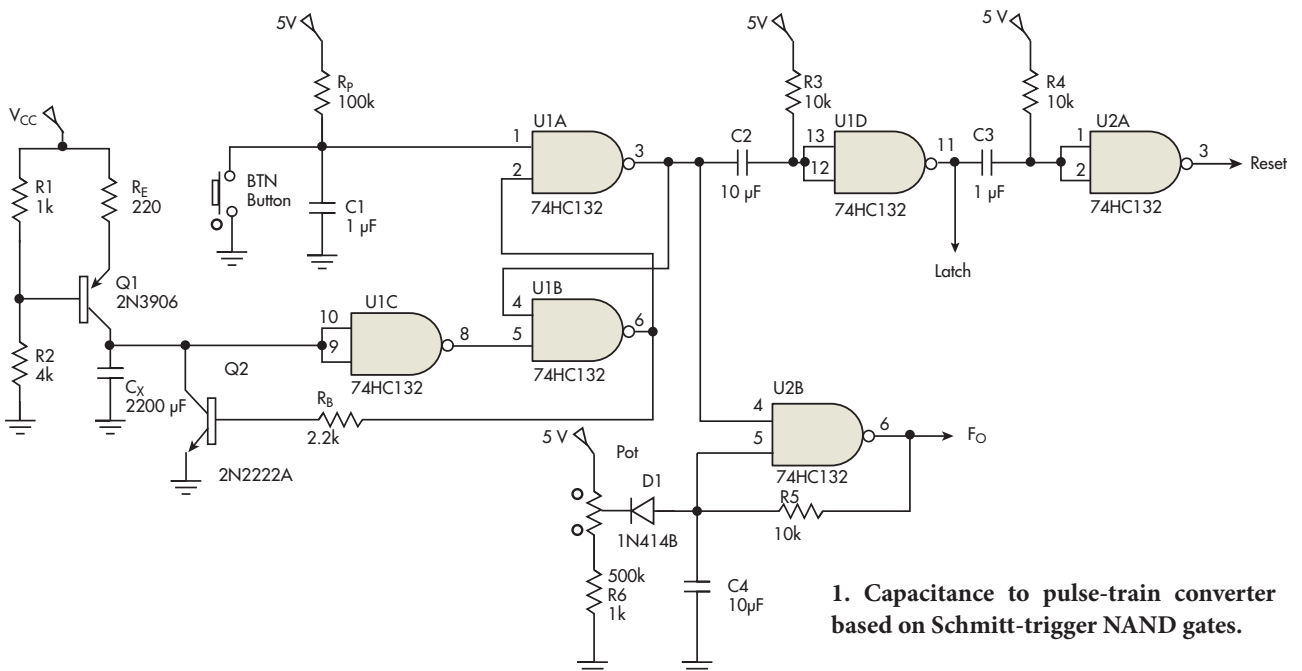 5V
5V
5 V
VCC
RP
100k
R3
10k
R4
10k
U1A
U1D
U2A
R1
1k
RE
220
BTN
Button
1
2
3
C2
10 µF
13
12
11
C3
1 µF
1
2
3
Reset
C1
1 µF
74HC132
74HC132
74HC132
Latch
Q1
2N3906
U1C
U1B
10
9
8
4
5
6
R2
4k
CX
2200 µF
Q2
74HC132
74HC132
RB
2.2k
2N2222A
U2B
4
5
6
FO
74HC132
5 V
Pot
D1
1N414B
R5
10k
500k
R6
1k
C4
10µF
1. Capacitance to pulse-train converter
based on Schmitt-trigger NAND gates.